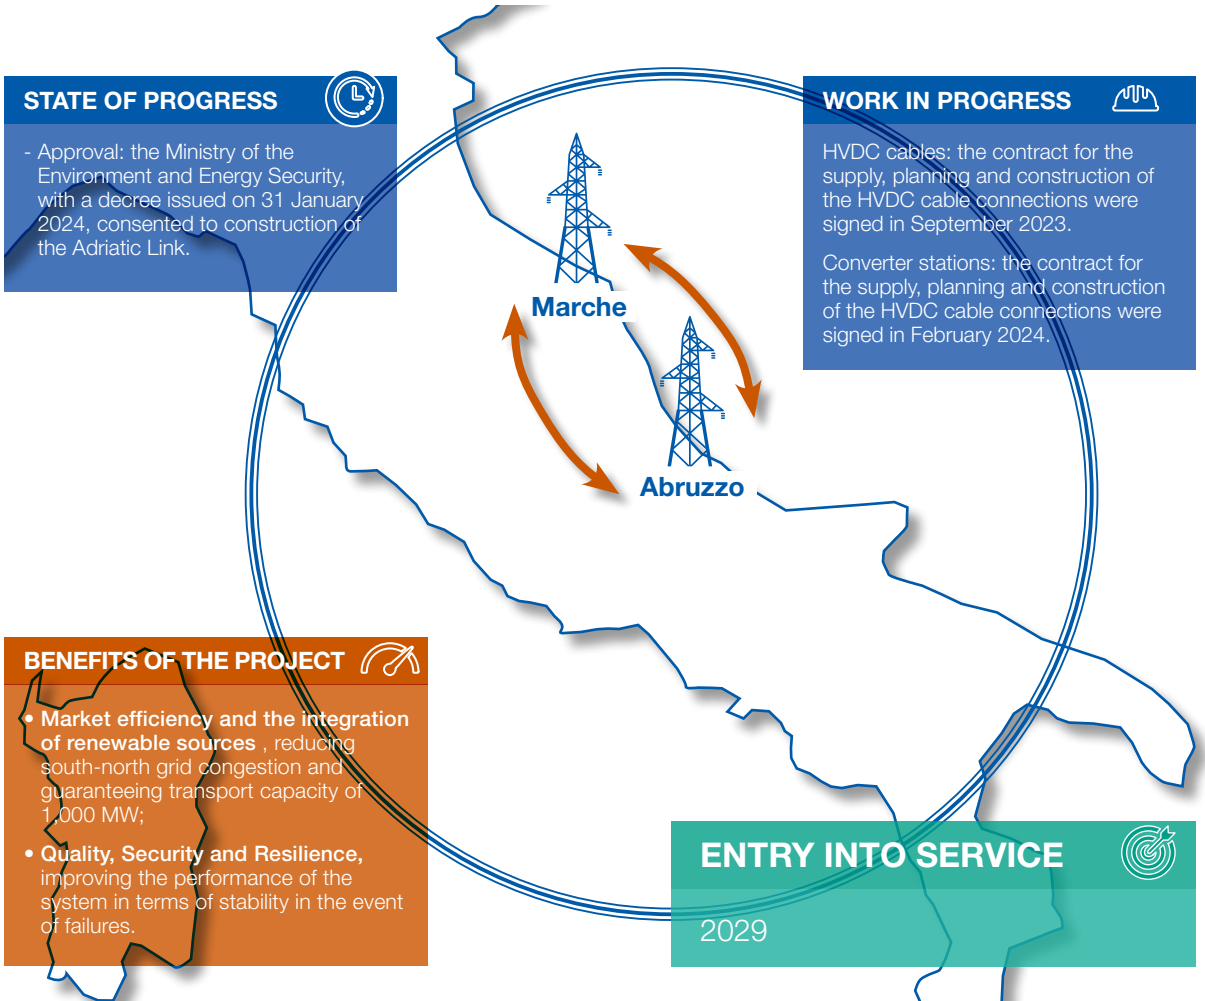 STATE OF PROGRESS
- Approval: the Ministry of the
Environment and Energy Security,
with a decree issued on 31 January
2024, consented to construction of
the Adriatic Link.
WORK IN PROGRESS
HVDC cables: the contract for the
supply, planning and construction of
the HVDC cable connections were
signed in September 2023.
Converter stations: the contract for
the supply, planning and construction
of the HVDC cable connections were
signed in February 2024.
Marche
Abruzzo
BENEFITS OF THE PROJECT
• Market efficiency and the integration
of renewable sources , reducing
south-north grid congestion and
guaranteeing transport capacity of
1,000 MW;
• Quality, Security and Resilience,
improving the performance of the
system in terms of stability in the event
of failures.
ENTRY INTO SERVICE
2029